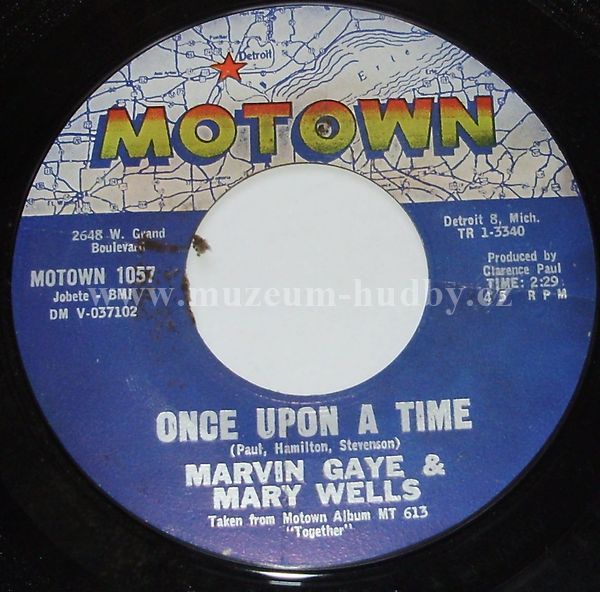 Detroit
Erie
MOTOWN
2648 W. Grand
Boulevard
Detroit 8, Mich.
TR 1-3340
MOTOWN 1057
Jobete - BMI
DM V-037102
Produced by
Clarence Paul
TIME: 2:29
45 RPM
www.muzeum-hudby.cz
ONCE UPON A TIME
(Paul, Hamilton, Stevenson)
MARVIN GAYE &
MARY WELLS
Taken from Motown Album MT 613
"Together"